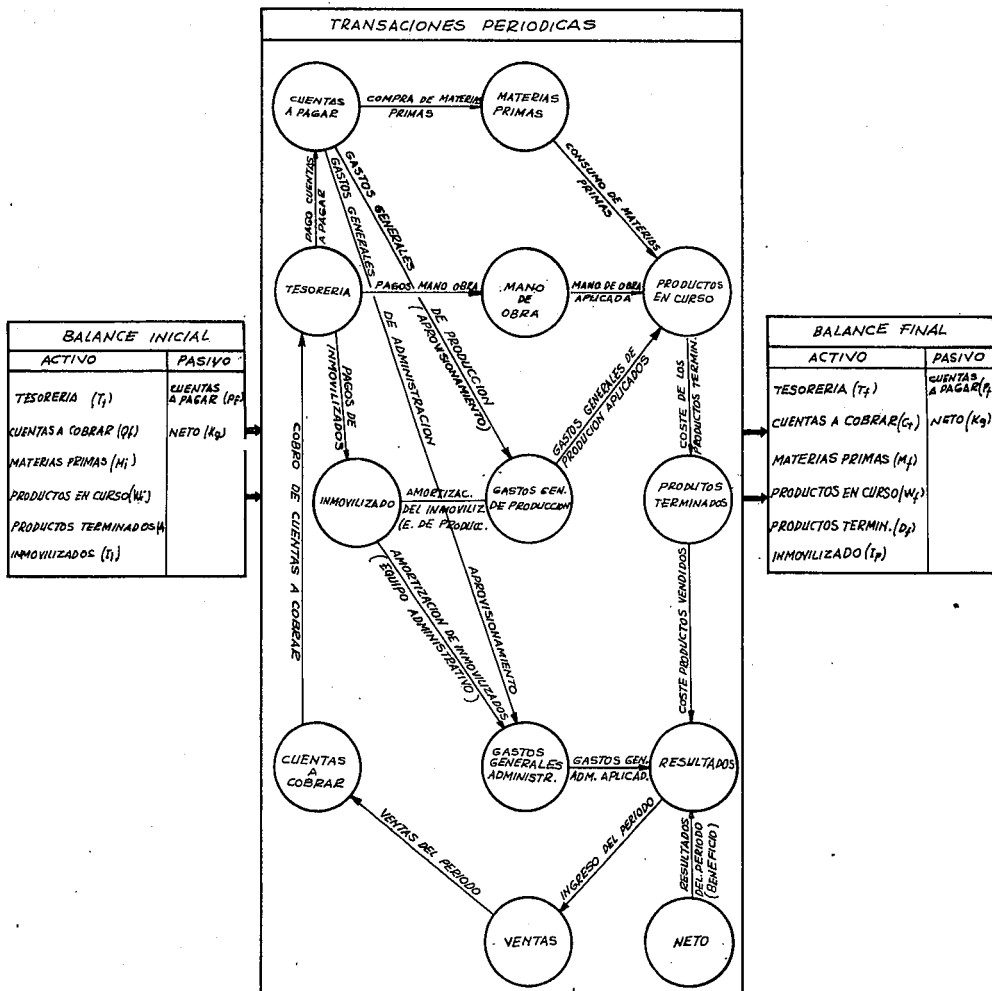 TRANSACIONES PERIODICAS
CUENTAS
A PAGAR
COMPRA DE MATERIAS
PRIMAS
MATERIAS
PRIMAS
PAGO CUENTAS
A PAGAR
GASTOS GENERALES
DE ADMINISTRACION
APROVISIONAMIENTO
GASTOS GENERALES
DE PRODUCCION
(APROVISIONAMIENTO)
CONSUMO DE MATERIAS
PRIMAS
TESORERIA
PAGOS MANO OBRA
MANO
DE
OBRA
MANO DE OBRA
APLICADA
PRODUCTOS
EN CURSO
PAGOS DE
INMOVILIZADOS
GASTOS GENERALES DE
PRODUCION APLICADOS
COSTE DE LOS
PRODUCTOS TERMIN.
INMOVILIZADO
AMORTIZAC.
DEL INMOVILIZ
(E. DE PRODUC.
GASTOS GEN.
DE PRODUCCION
PRODUTOS
TERMINADOS
COBRO DE CUENTAS A COBRAR
AMORTIZACION DE INMOVILIZADOS
(EQUIPO ADMINISTRATIVO)
COSTE PRODUCTOS VENDIDOS
CUENTAS
A
COBRAR
GASTOS
GENERALES
ADMINISTR.
GASTOS GEN.
ADM. APLICAD.
RESULTADOS
VENTAS DEL PERIODO
INGRESO DEL PERIODO
RESULTADOS
DEL PERIODO
(BENEFICIO)
VENTAS
NETO
BALANCE INICIAL
ACTIVO PASIVO
TESORERIA
CUENTAS
A PAGAR
CUENTAS A COBRAR
NETO
MATERIAS PRIMAS
PRODUCTOS EN CURSO
PRODUCTOS TERMINADOS
INMOVILIZADOS
BALANCE FINAL
ACTIVO PASIVO
TESORERIA (Tf)
CUENTAS
A PAGAR
CUENTAS A COBRAR
NETO
MATERIAS PRIMAS (Mf)
PRODUCTOS EN CURSO (Wf)
PRODUCTOS TERMIN.
INMOVILIZADO